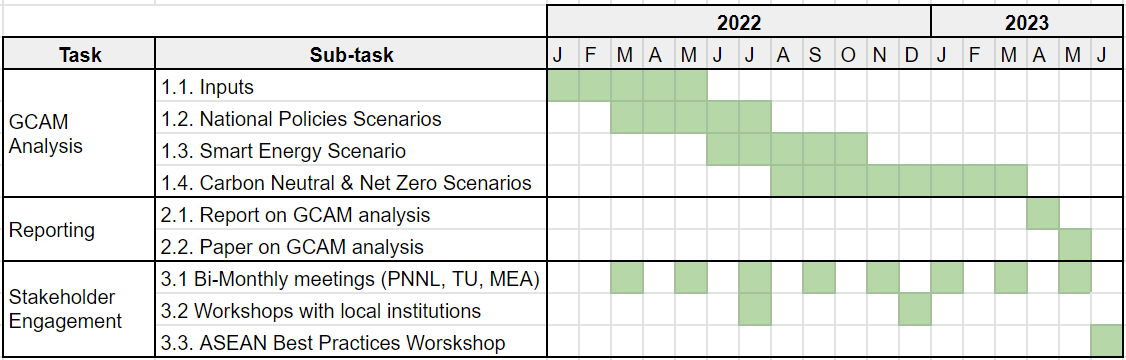 2022 2023
Task Sub-task J F M A M J J A S O N D J F M A M J
GCAM
Analysis
1.1. Inputs
1.2. National Policies Scenarios
1.3. Smart Energy Scenario
1.4. Carbon Neutral & Net Zero Scenarios
Reporting
2.1. Report on GCAM analysis
2.2. Paper on GCAM analysis
Stakeholder
Engagement
3.1 Bi-Monthly meetings (PNNL, TU, MEA)
3.2 Workshops with local institutions
3.3. ASEAN Best Practices Worskshop